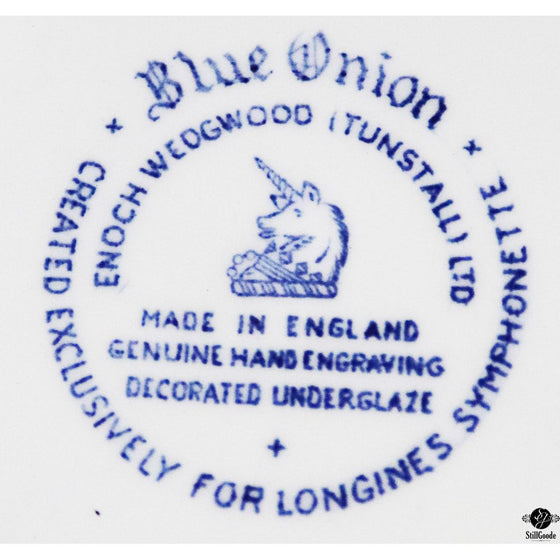 Blue Onion
ENOCH WEDGWOOD (TUNSTALL) LTD
MADE IN ENGLAND
GENUINE HAND ENGRAVING
DECORATED UNDERGLAZE
CREATED EXCLUSIVELY FOR LONGINES SYMPHONETTE
StillGoode